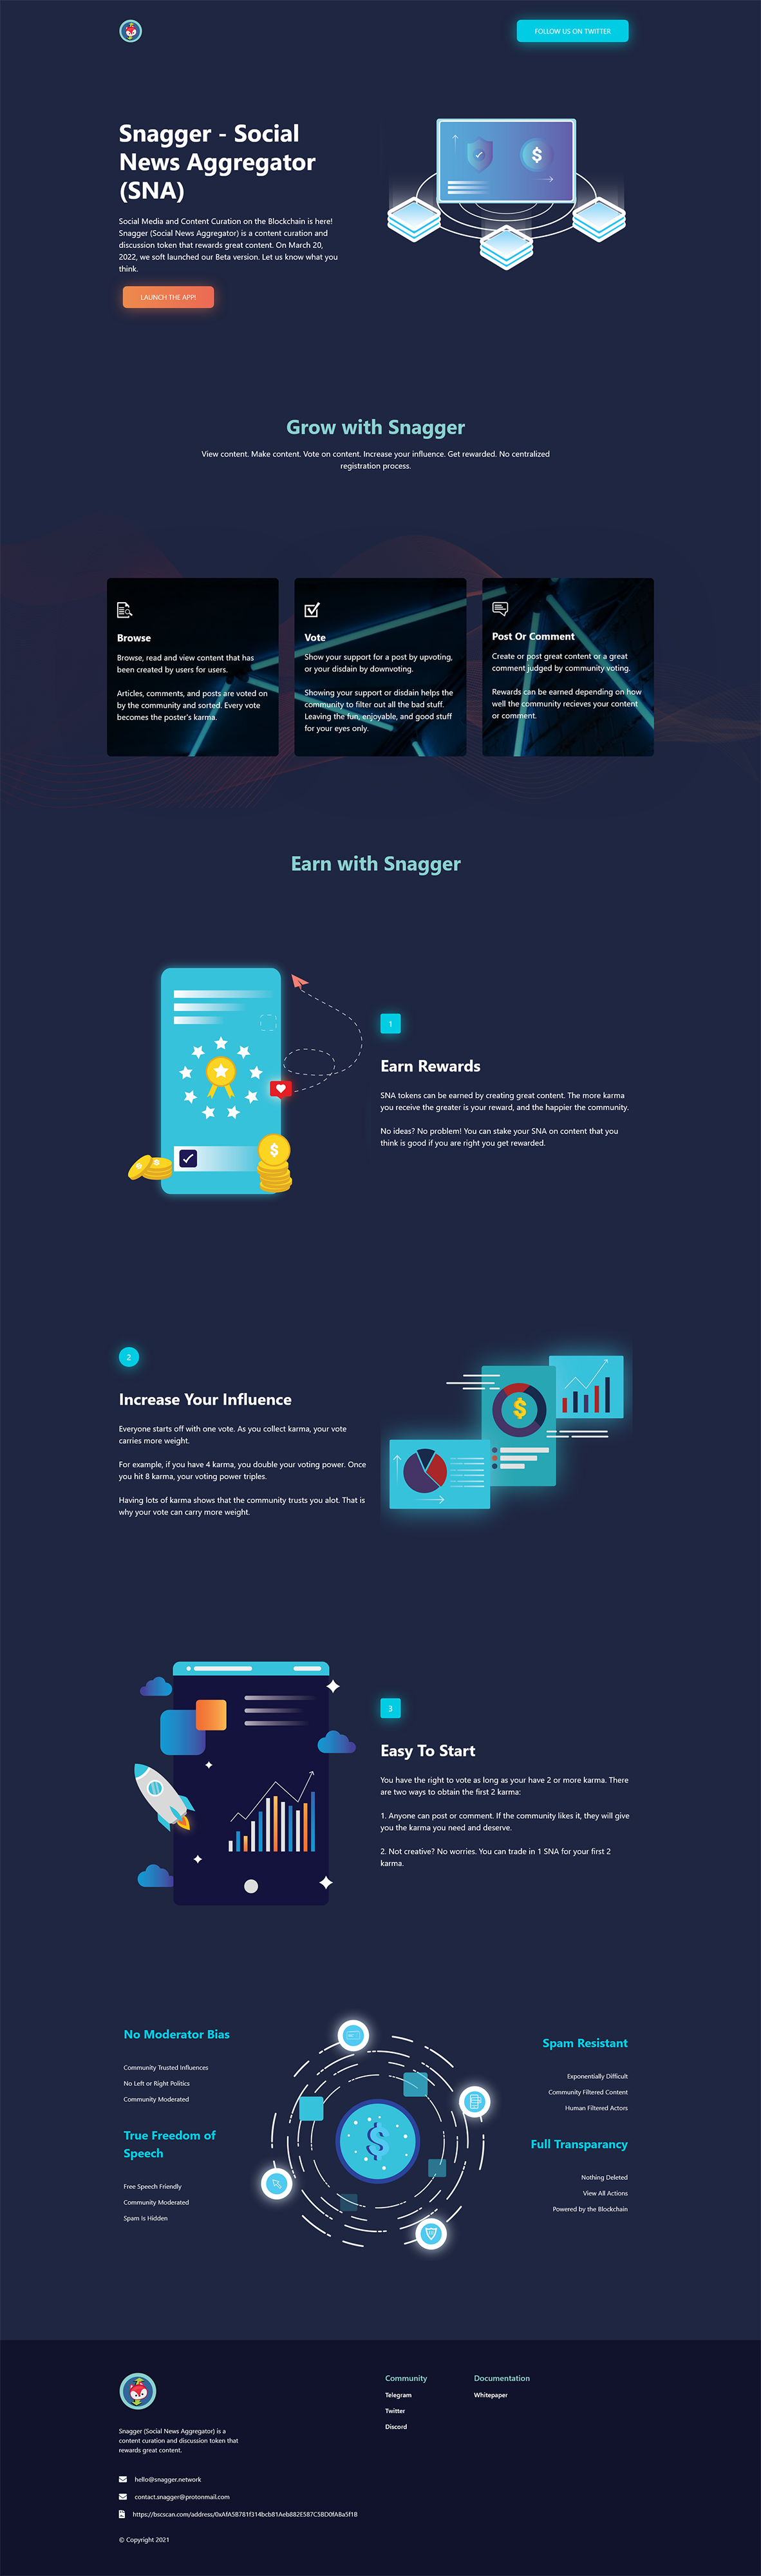 FOLLOW US ON TWITTER
Snagger - Social
News Aggregator
(SNA)
Social Media and Content Curation on the Blockchain is here!
Snagger (Social News Aggregator) is a content curation and
discussion token that rewards great content. On March 20,
2022, we soft launched our Beta version. Let us know what you
think.
LAUNCH THE APP!
Grow with Snagger
View content. Make content. Vote on content. Increase your influence. Get rewarded. No centralized
registration process.
Browse
Browse, read and view content that has
been created by users for users.
Articles, comments, and posts are voted on
by the community and sorted. Every vote
becomes the poster's karma.
Vote
Show your support for a post by upvoting,
or your disdain by downvoting.
Showing your support or disdain helps the
community to filter out all the bad stuff.
Leaving the fun, enjoyable, and good stuff
for your eyes only.
Post Or Comment
Create or post great content or a great
comment judged by community voting.
Rewards can be earned depending on how
well the community recieves your content
or comment.
Earn with Snagger
1
Earn Rewards
SNA tokens can be earned by creating great content. The more karma
you receive the greater is your reward, and the happier the community.
No ideas? No problem! You can stake your SNA on content that you
think is good if you are right you get rewarded.
2
Increase Your Influence
Everyone starts off with one vote. As you collect karma, your vote
carries more weight.
For example, if you have 4 karma, you double your voting power. Once
you hit 8 karma, your voting power triples.
Having lots of karma shows that the community trusts you alot. That is
why your vote can carry more weight.
3
Easy To Start
You have the right to vote as long as your have 2 or more karma. There
are two ways to obtain the first 2 karma:
1. Anyone can post or comment. If the community likes it, they will give
you the karma you need and deserve.
2. Not creative? No worries. You can trade in 1 SNA for your first 2
karma.
No Moderator Bias
Community Trusted Influences
No Left or Right Politics
Community Moderated
True Freedom of
Speech
Free Speech Friendly
Community Moderated
Spam Is Hidden
Spam Resistant
Exponentially Difficult
Community Filtered Content
Human Filtered Actors
Full Transparancy
Nothing Deleted
View All Actions
Powered by the Blockchain
Snagger (Social News Aggregator) is a
content curation and discussion token that
rewards great content.
hello@snagger.network
contact.snagger@protonmail.com
© Copyright 2021
Community
Telegram
Twitter
Discord
Documentation
Whitepaper